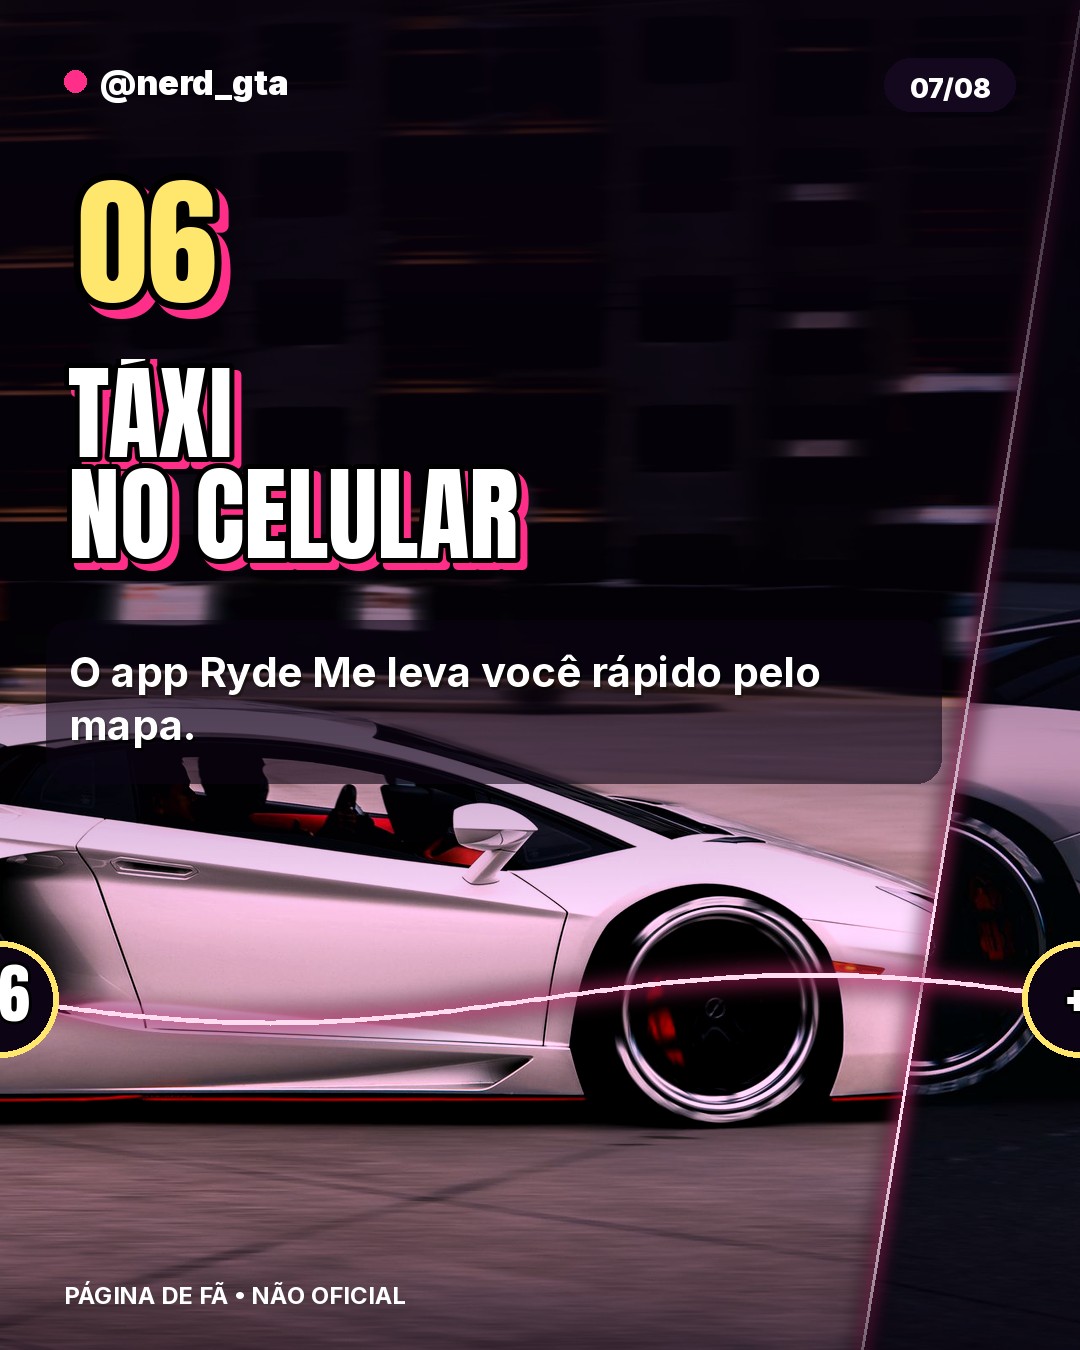 @nerd_gta
07/08
06
TÁXI
NO CELULAR
O app Ryde Me leva você rápido pelo
mapa.
6
+
PÁGINA DE FÃ • NÃO OFICIAL